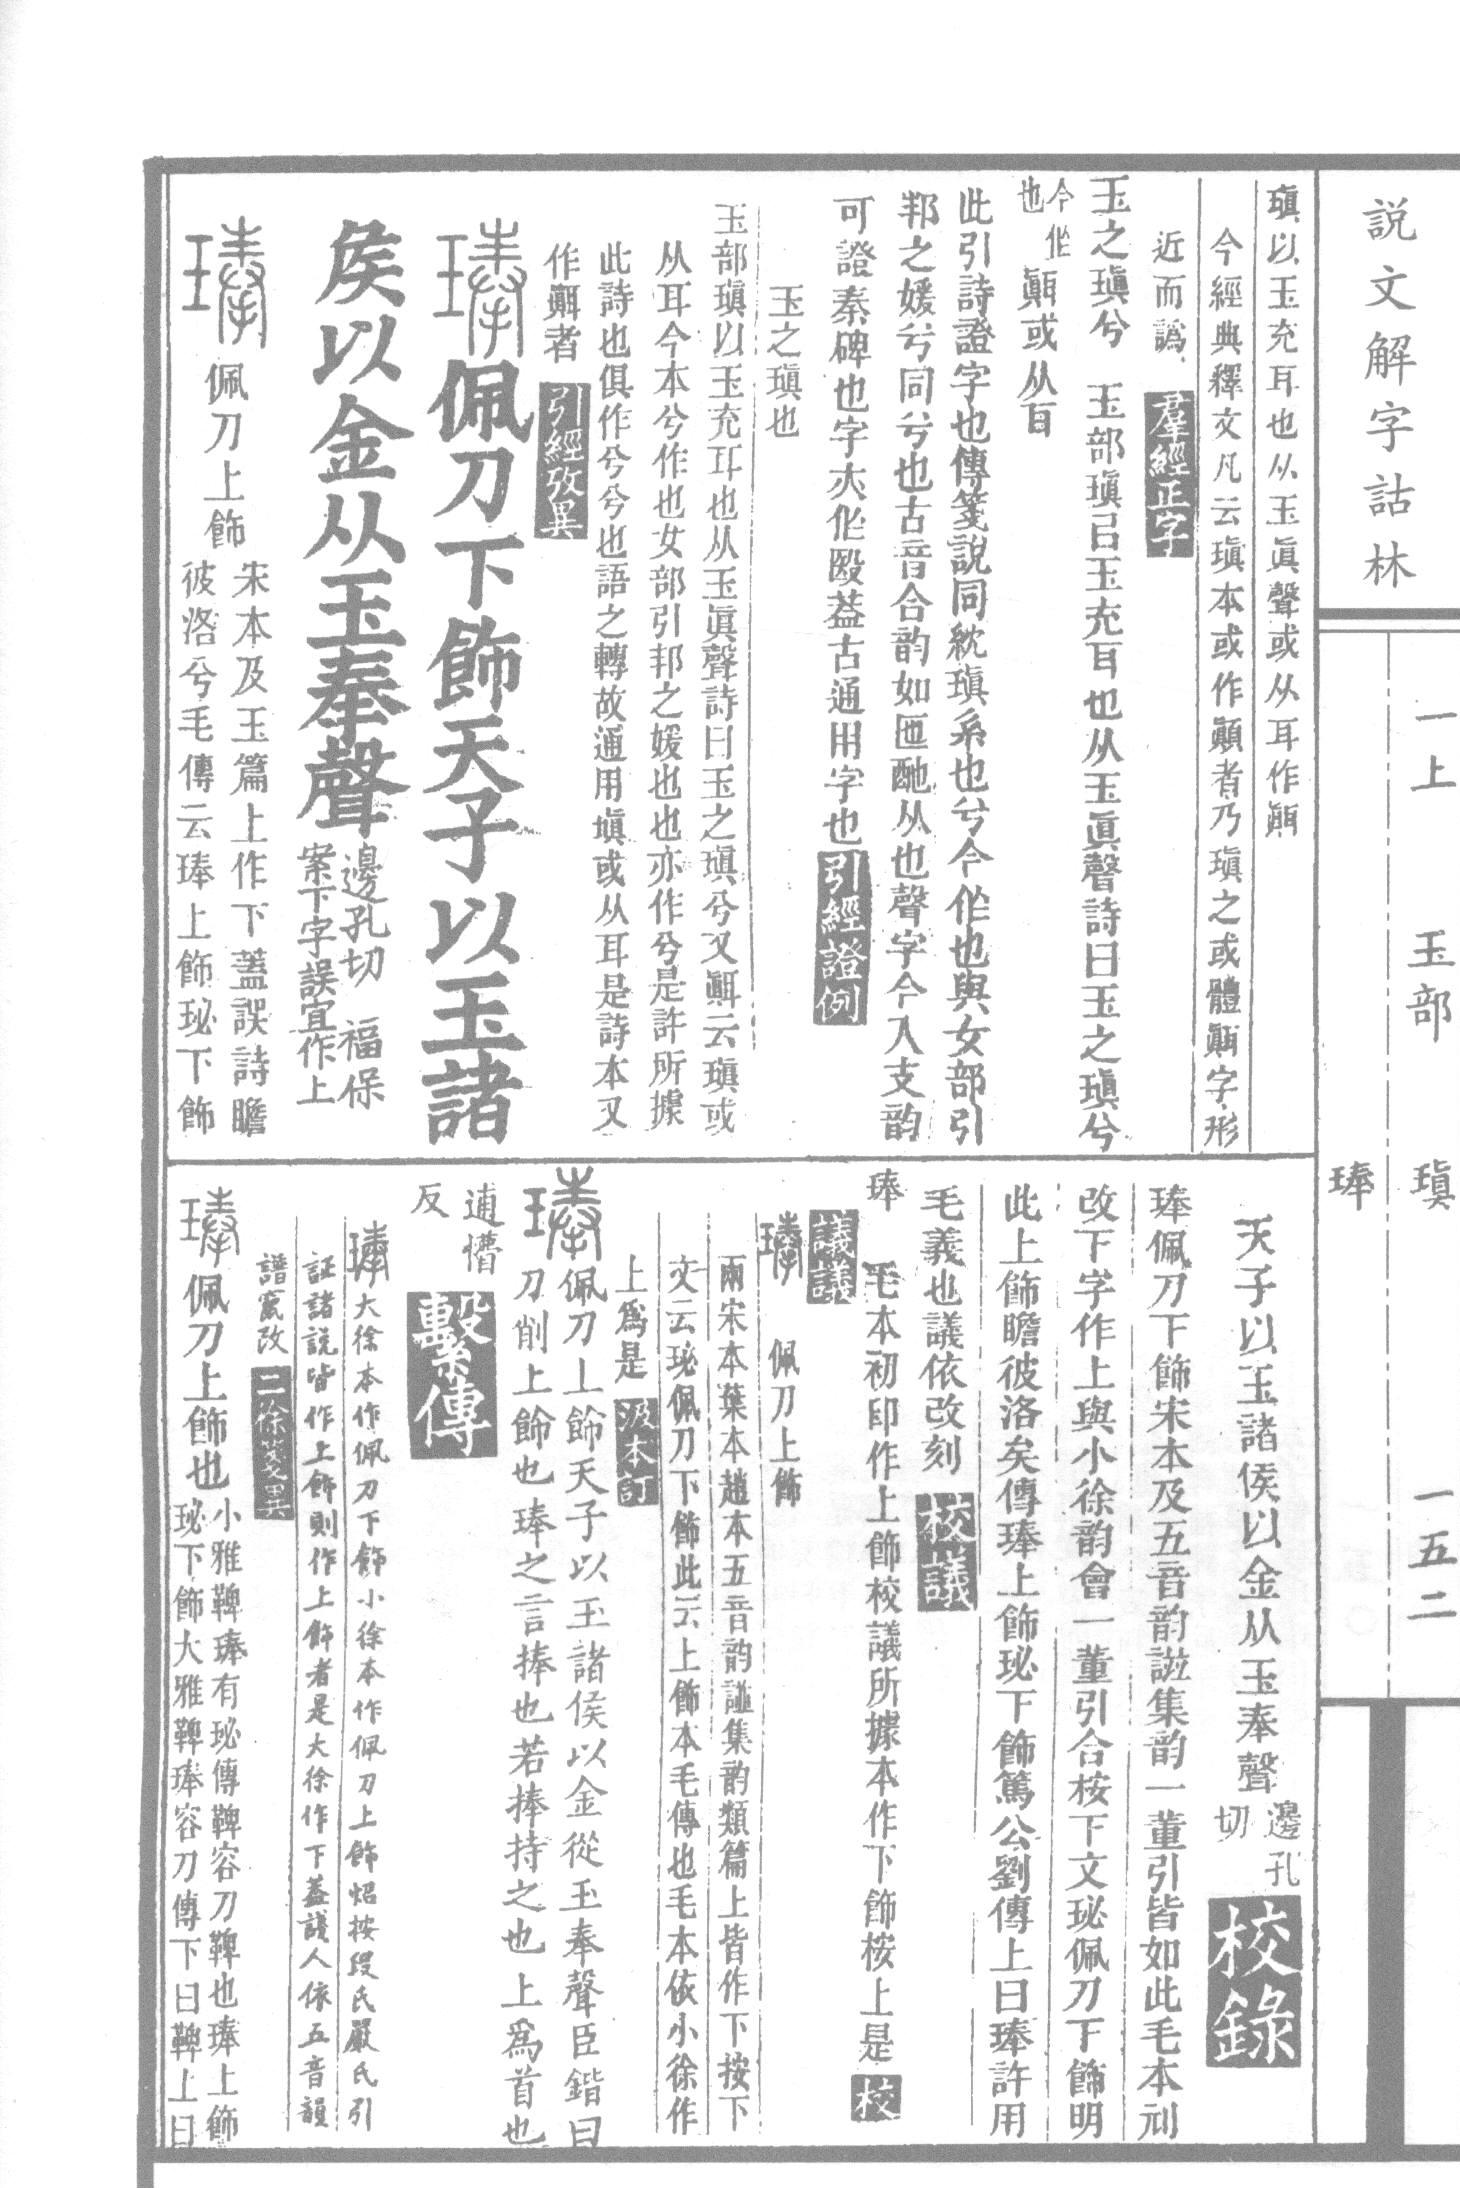 説文解字詁林
一上
玉部
瑱
琫
一五二
瑱以玉充耳也从玉眞聲或从耳作䏁
今經典釋文凡云瑱本或作顚者乃瑱之或體䏁字形
近而譌
羣經正字
玉之瑱兮
玉部瑱㠯玉充耳也从玉眞聲詩曰玉之瑱兮
今作也
䏁或从耳
此引詩證字也傳箋說同紞瑱系也兮今作也與女部引
邦之媛兮同兮也古音合韵如匜酏从也聲字今入支韵
可證秦碑也字亦作殹葢古通用字也
引經證例
玉之瑱也
玉部瑱以玉充耳也从玉眞聲詩曰玉之瑱兮又䏁云瑱或
从耳今本兮作也女部引邦之媛也也亦作兮是許所據
此詩也俱作兮兮也語之轉故通用瑱或从耳是詩本又
作䏁者
引經攷異
琫
佩刀下飾天子以玉諸
矦以金从玉奉聲
邊孔切
福保
案下字誤宜作上
琫
佩刀上飾
宋本及玉篇上作下蓋誤詩瞻
彼洛兮毛傳云琫上飾珌下飾
天子以玉諸侯以金从玉奉聲
邊孔切
校錄
琫佩刀下飾宋本及五音韵譜集韵一董引皆如此毛本刓
改下字作上與小徐韵會一董引合桉下文珌佩刀下飾明
此上飾瞻彼洛矣傳琫上飾珌下飾篤公劉傳上曰琫許用
毛義也議依改刻
校議
琫
毛本初印作上飾校議所據本作下飾桉上是
校
議議
琫
佩刀上飾
兩宋本葉本趙本五音韵譜集韵類篇上皆作下按下
文云珌佩刀下飾此云上飾本毛傳也毛本依小徐作
上爲是
汲本訂
琫
佩刀上飾天子以玉諸侯以金從玉奉聲臣鍇曰
刀削上飾也琫之言捧也若捧持之也上爲首也
逋懵
反
繫傳
琫大徐本作佩刀下飾小徐本作佩刀上飾炤按段氏嚴氏引
証諸說皆作上飾則作上飾者是大徐作下葢淺人依五音韻
譜竄改
二徐箋異
琫
佩刀上飾也
小雅鞞琫有珌傳鞞容刀鞞也琫上飾
珌下飾大雅鞞琫容刀傳下曰鞞上曰